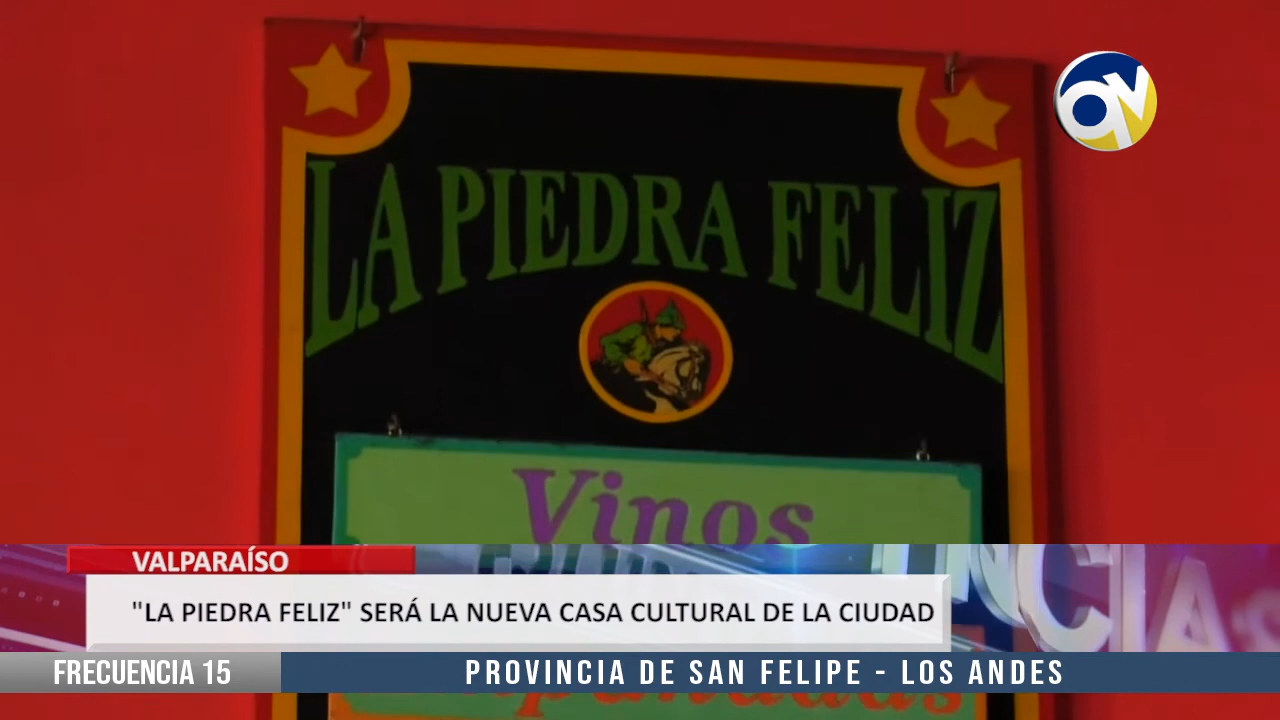 LA PIEDRA FELIZ
Vinos
VALPARAÍSO
"LA PIEDRA FELIZ" SERÁ LA NUEVA CASA CULTURAL DE LA CIUDAD
FRECUENCIA 15
PROVINCIA DE SAN FELIPE - LOS ANDES